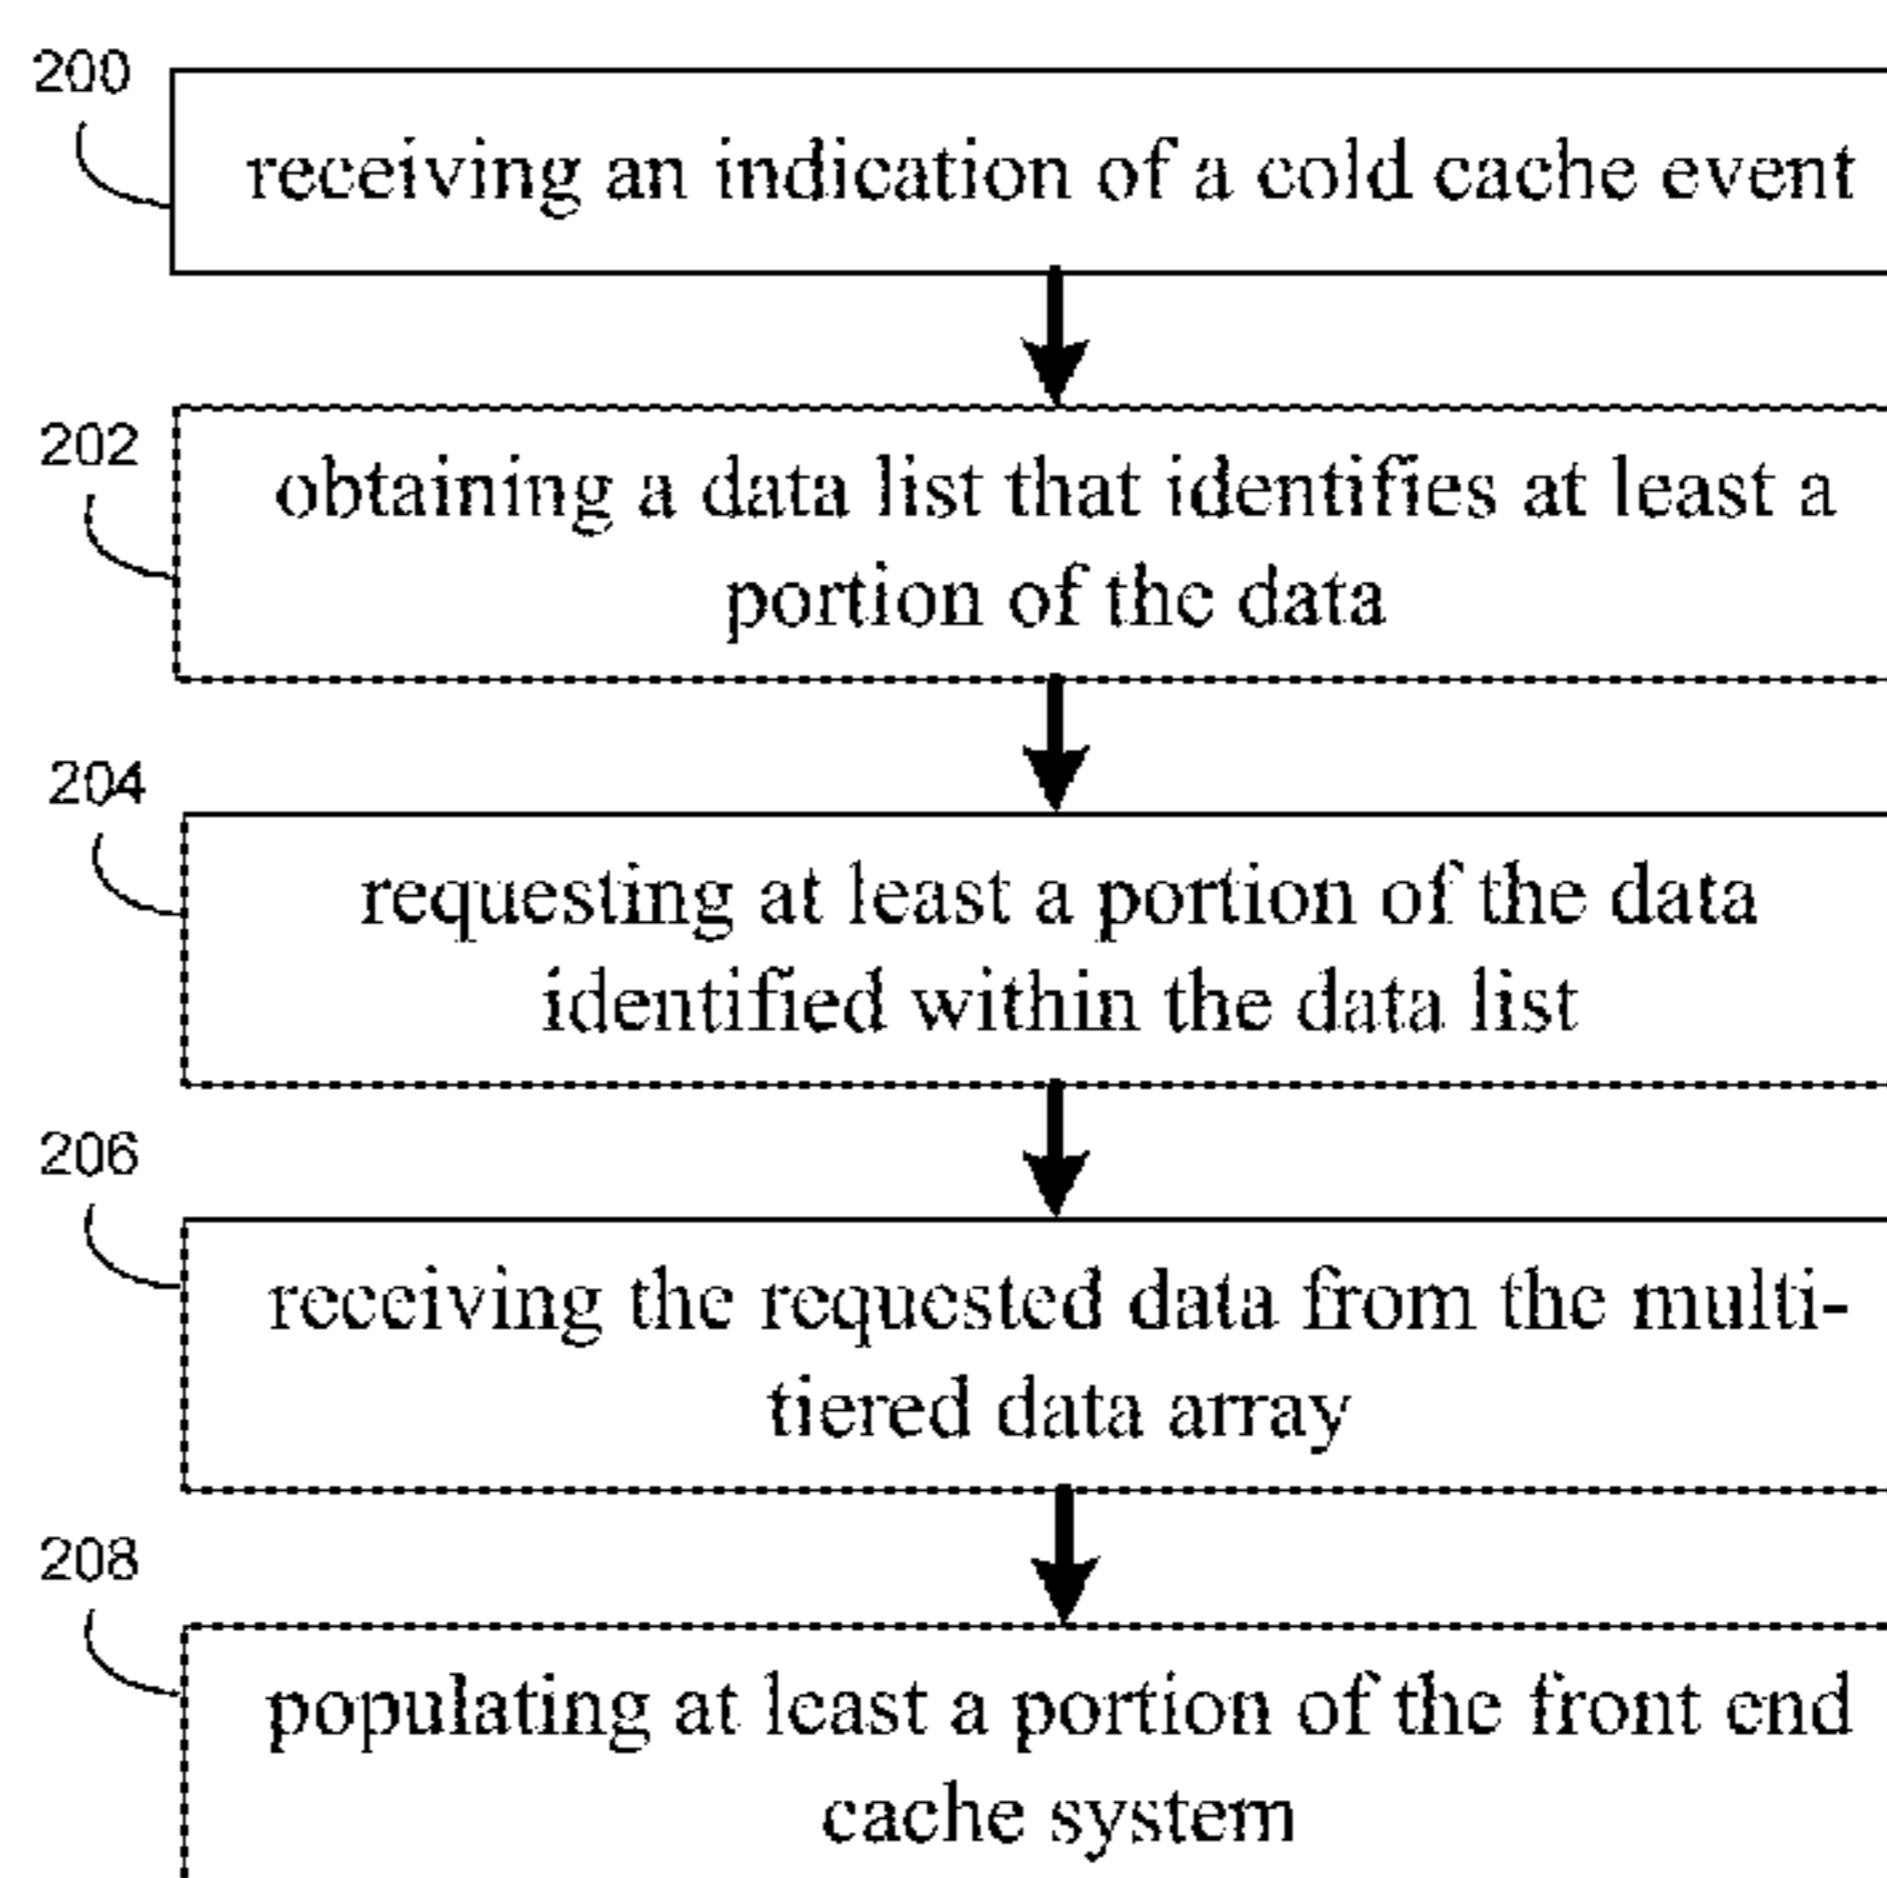 200
receiving an indication of a cold cache event
202
obtaining a data list that identifies at least a
portion of the data
204
requesting at least a portion of the data
identified within the data list
206
receiving the requested data from the multi-
tiered data array
208
populating at least a portion of the front end
cache system